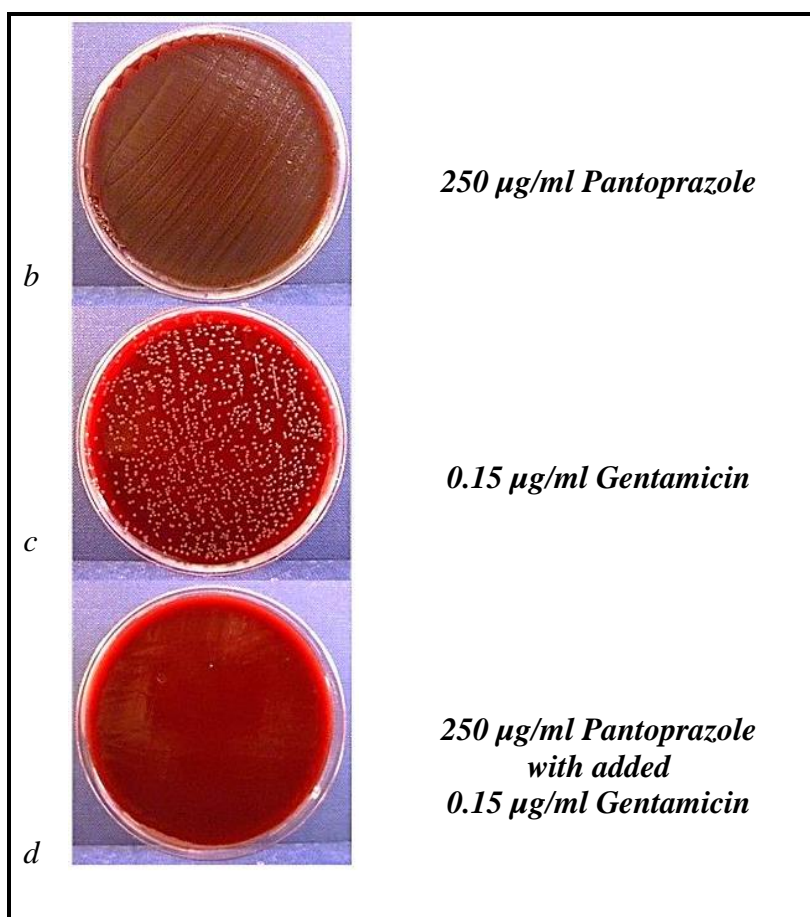 b
250 µg/ml Pantoprazole
c
0.15 µg/ml Gentamicin
d
250 µg/ml Pantoprazole
with added
0.15 µg/ml Gentamicin